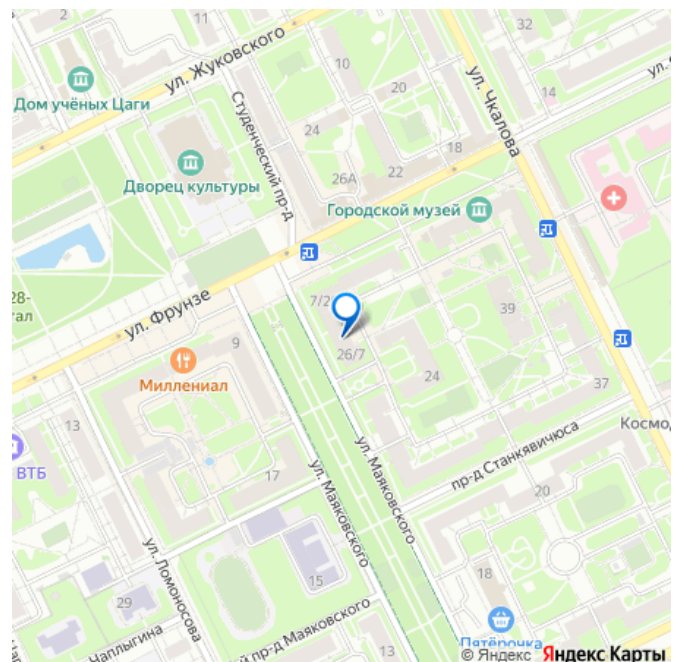 2
11
32
ул. Жуковского
10
ул. Чкалова
20
14
ул.
Дом учёных Цаги
Студенческий пр-д
24
18
22
26А
Дворец культуры
Городской музей
28-
7/2
39
ул. Фрунзе
26/7
9
24
Миллениал
37
13
Космо
ВТБ
ул. Маяковского
пр-д Станкявичюса
17
ул. Маяковского
20
ул. Ломоносова
15
18
29
Чаплыгина
й пр-д Маяковского
Пятёрочка
© Яндекс Яндекс Карты